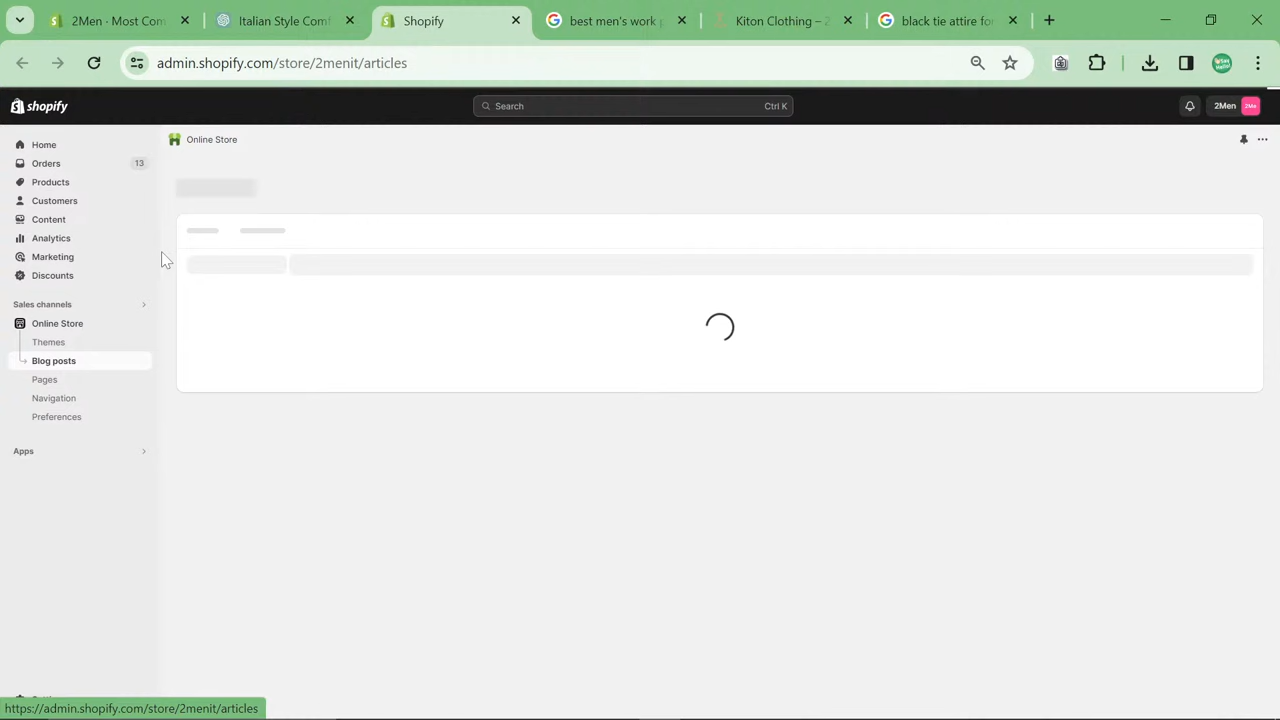 2Men · Most Com
Italian Style Comf
Shopify
best men's work p
Kiton Clothing – 2
black tie attire for
admin.shopify.com/store/2menit/articles
shopify
Search
Ctrl K
2Men
2Me
Home
Online Store
Orders
13
Products
Customers
Content
Analytics
Marketing
Discounts
Sales channels
Online Store
Themes
Blog posts
Pages
Navigation
Preferences
Apps
https://admin.shopify.com/store/2menit/articles